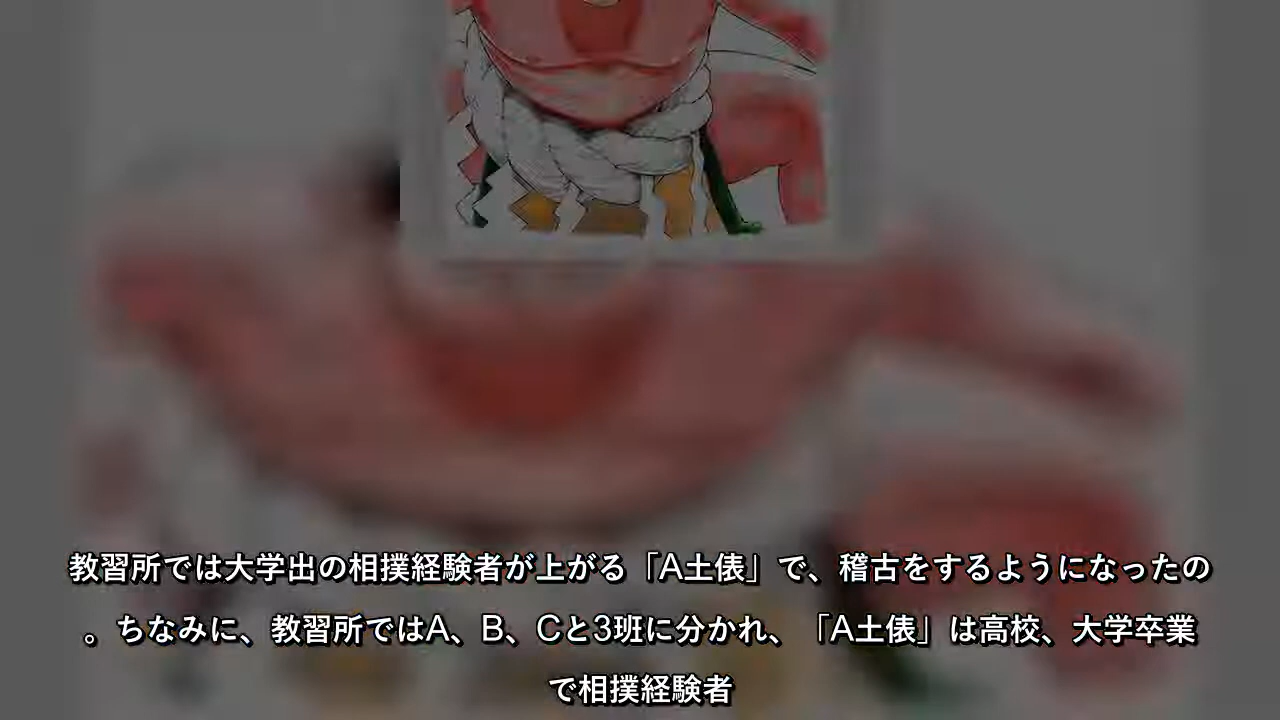 教習所では大学出の相撲経験者が上がる「A土俵」で、稽古をするようになったの
。ちなみに、教習所ではA、B、Cと3班に分かれ、「A土俵」は高校、大学卒業
で相撲経験者